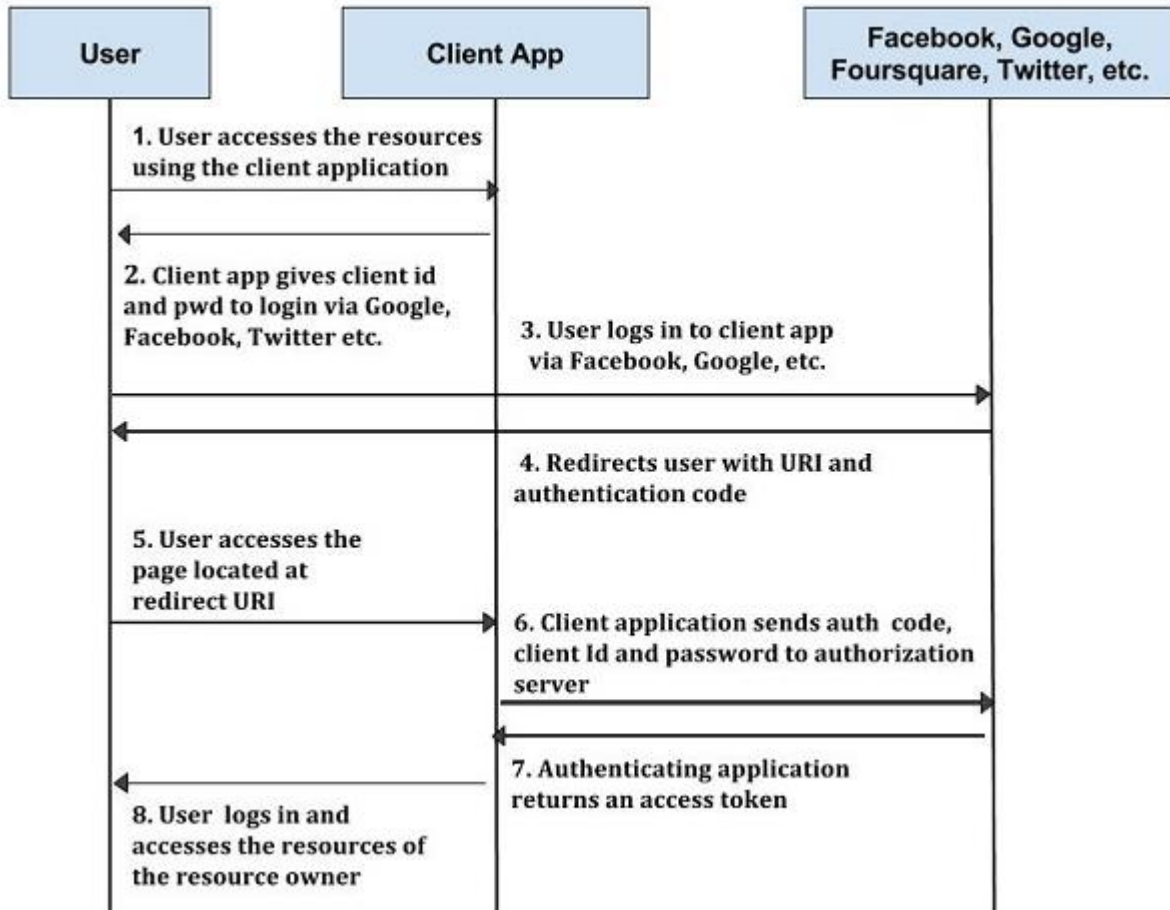 User
Client App
Facebook, Google,
Foursquare, Twitter, etc.
1. User accesses the resources
using the client application
2. Client app gives client id
and pwd to login via Google,
Facebook, Twitter etc.
3. User logs in to client app
via Facebook, Google, etc.
4. Redirects user with URI and
authentication code
5. User accesses the
page located at
redirect URI
6. Client application sends auth code,
client Id and password to authorization
server
7. Authenticating application
returns an access token
8. User logs in and
accesses the resources of
the resource owner